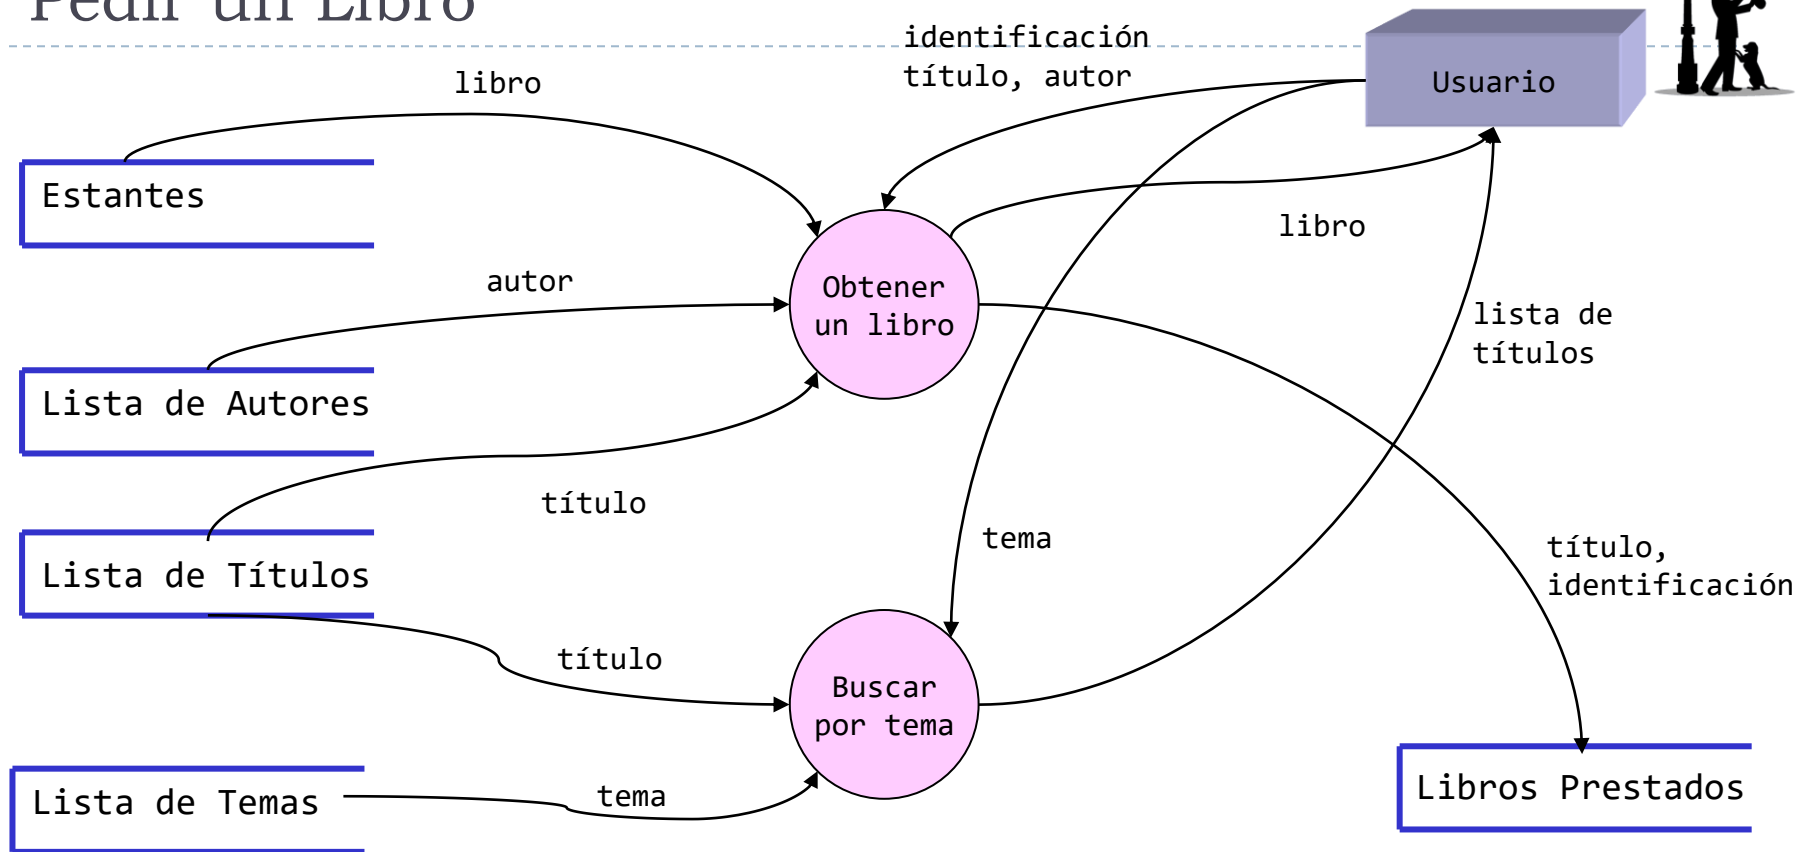 Pedir un Libro
identificación
título, autor
Usuario
libro
Estantes
libro
autor
Obtener
un libro
lista de
títulos
Lista de Autores
título
tema
título,
identificación
Lista de Títulos
título
Buscar
por tema
Lista de Temas
tema
Libros Prestados